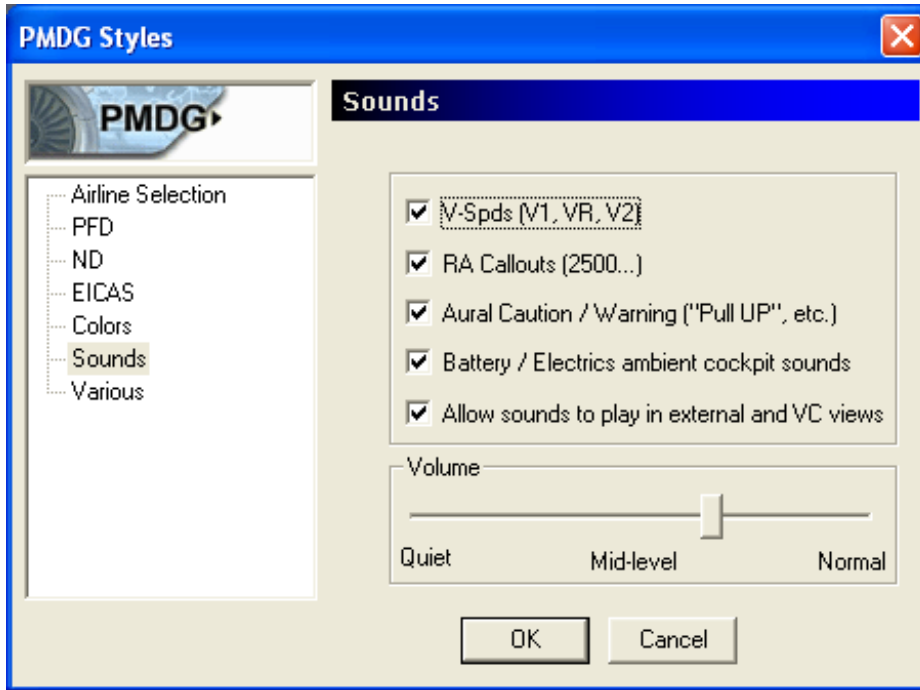 PMDG Styles
PMDG
Sounds
Airline Selection
PFD
ND
EICAS
Colors
Sounds
Various
V-Spds (V1, VR, V2)
RA Callouts (2500...)
Aural Caution / Warning ("Pull UP", etc.)
Battery / Electrics ambient cockpit sounds
Allow sounds to play in external and VC views
Volume
Quiet Mid-level Normal
OK Cancel